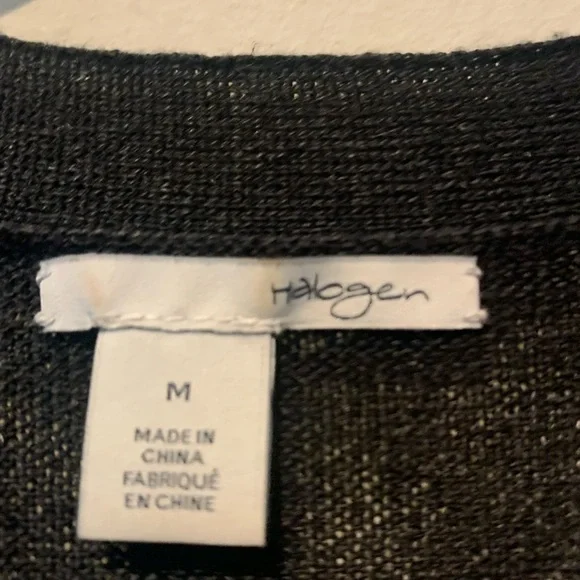 Halogen
M
MADE IN
CHINA
FABRIQUÉ
EN CHINE